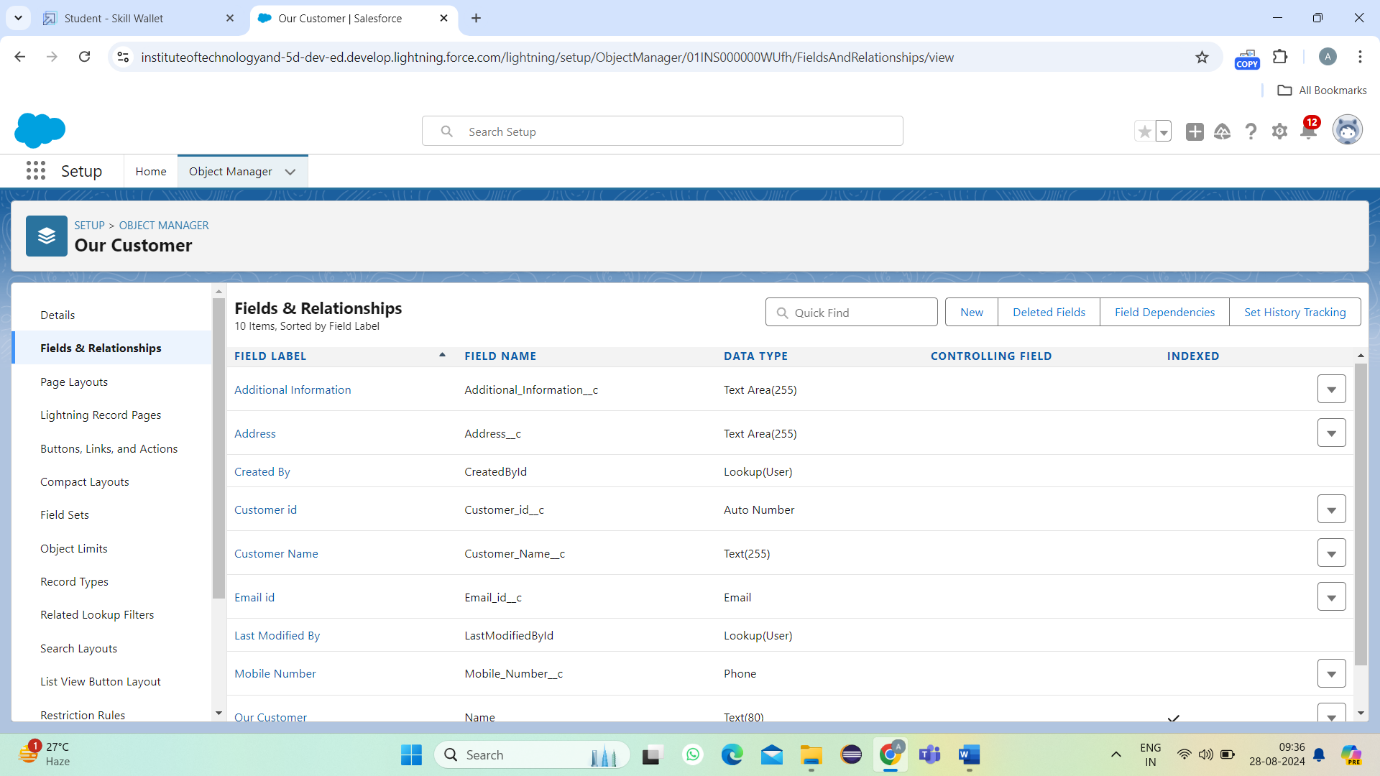 Student - Skill Wallet
Our Customer | Salesforce
instituteoftechnologyand-5d-dev-ed.develop.lightning.force.com/lightning/setup/ObjectManager/01INS000000WUfh/FieldsAndRelationships/view
COPY
A
All Bookmarks
Search Setup
12
Setup
Home
Object Manager
SETUP > OBJECT MANAGER
Our Customer
Details
Fields & Relationships
Page Layouts
Lightning Record Pages
Buttons, Links, and Actions
Compact Layouts
Field Sets
Object Limits
Record Types
Related Lookup Filters
Search Layouts
List View Button Layout
Restriction Rules
Fields & Relationships
10 Items, Sorted by Field Label
Quick Find
New
Deleted Fields
Field Dependencies
Set History Tracking
FIELD LABEL FIELD NAME DATA TYPE CONTROLLING FIELD INDEXED
Additional Information Additional_Information__c Text Area(255)
Address Address__c Text Area(255)
Created By CreatedById Lookup(User)
Customer id Customer_id__c Auto Number
Customer Name Customer_Name__c Text(255)
Email id Email_id__c Email
Last Modified By LastModifiedById Lookup(User)
Mobile Number Mobile_Number__c Phone
Our Customer Name Text(80)
1
27°C
Haze
Search
A
ENG
IN
09:36
28-08-2024
PRE